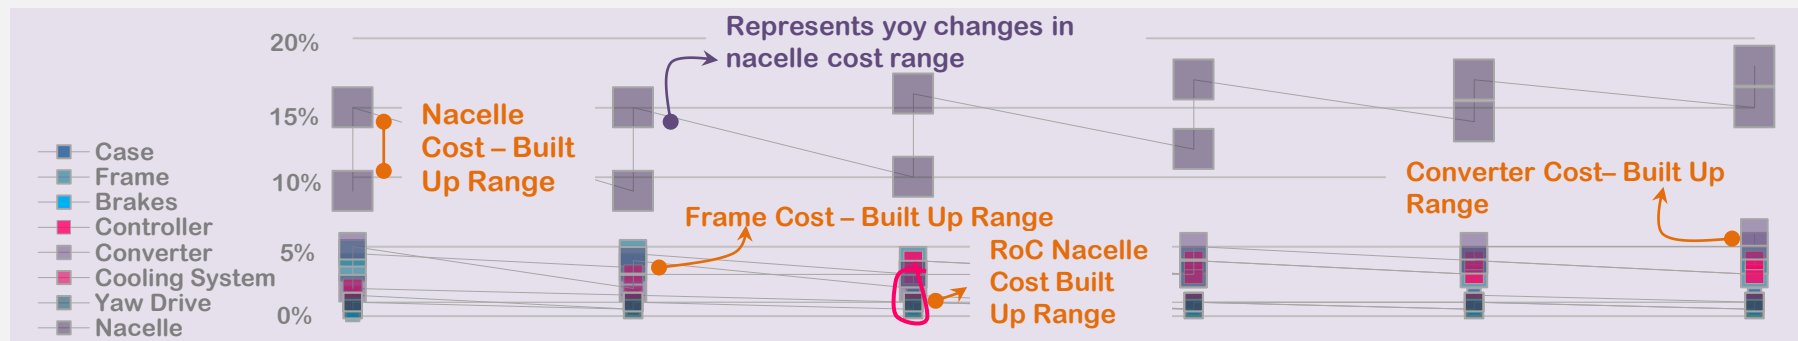 Represents yoy changes in
nacelle cost range
20%
15%
10%
5%
0%
Nacelle
Cost – Built
Up Range
Case
Frame
Brakes
Controller
Converter
Cooling System
Yaw Drive
Nacelle
Frame Cost – Built Up Range
RoC Nacelle
Cost Built
Up Range
Converter Cost– Built Up
Range